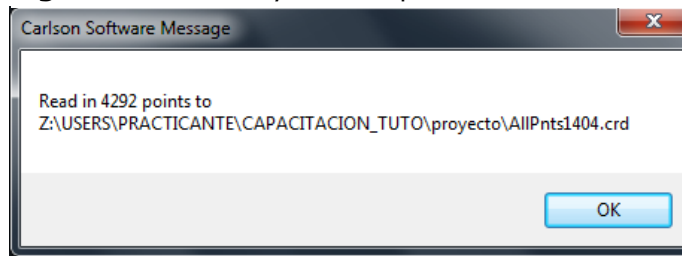 Carlson Software Message
Read in 4292 points to
Z:\USERS\PRACTICANTE\CAPACITACION_TUTO\proyecto\AllPnts1404.crd
OK